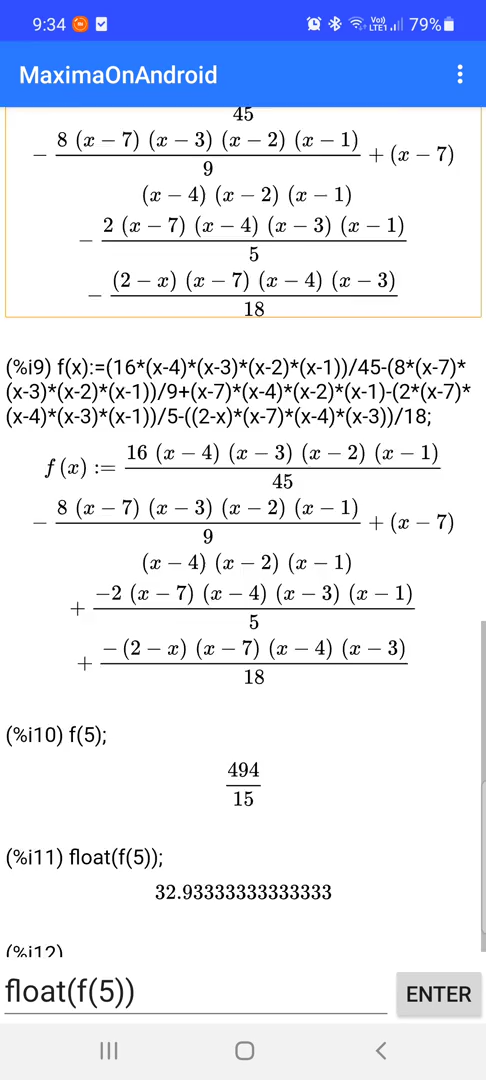 9:34 79%
MaximaOnAndroid
45
− 8 (x − 7) (x − 3) (x − 2) (x − 1) / 9 + (x − 7)
(x − 4) (x − 2) (x − 1)
− 2 (x − 7) (x − 4) (x − 3) (x − 1) / 5
− (2 − x) (x − 7) (x − 4) (x − 3) / 18
(%i9) f(x):=(16*(x-4)*(x-3)*(x-2)*(x-1))/45-(8*(x-7)*
(x-3)*(x-2)*(x-1))/9+(x-7)*(x-4)*(x-2)*(x-1)-(2*(x-7)*
(x-4)*(x-3)*(x-1))/5-((2-x)*(x-7)*(x-4)*(x-3))/18;
f (x) := 16 (x − 4) (x − 3) (x − 2) (x − 1) / 45
− 8 (x − 7) (x − 3) (x − 2) (x − 1) / 9 + (x − 7)
(x − 4) (x − 2) (x − 1)
+ −2 (x − 7) (x − 4) (x − 3) (x − 1) / 5
+ − (2 − x) (x − 7) (x − 4) (x − 3) / 18
(%i10) f(5);
494
15
(%i11) float(f(5));
32.93333333333333
(%i12)
float(f(5))
ENTER